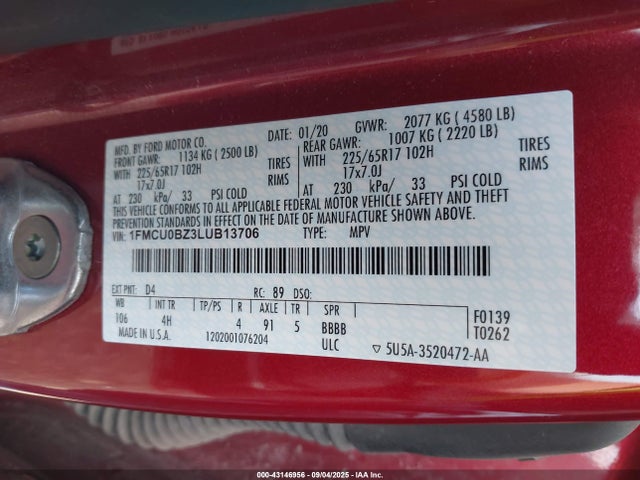 MFD. BY FORD MOTOR CO.
01/20 GVWR: 2077 KG ( 4580 LB)
FRONT GAWR: 1134 KG ( 2500 LB)
REAR GAWR: 1007 KG ( 2220 LB)
WITH 225/65R17 102H TIRES
WITH 225/65R17 102H TIRES
17x7.0J RIMS
17x7.0J RIMS
AT 230 kPa/ 33 PSI COLD
AT 230 kPa/ 33 PSI COLD
THIS VEHICLE CONFORMS TO ALL APPLICABLE FEDERAL MOTOR VEHICLE SAFETY AND THEFT
PREVENTION STANDARDS IN EFFECT ON THE DATE OF MANUFACTURE SHOWN ABOVE.
VIN: 1FMCU0BZ3LUB13706 TYPE: MPV
EXT PNT: D4 RC: 89 DSO:
WB INT TR TP/PS R AXLE TR SPR
106 4H 4 91 5 BBBB
F0139
T0262
MADE IN U.S.A. 1202001076204 ULC ▽ 5U5A-3520472-AA
000-43146956 - 09/04/2025 - IAA Inc.